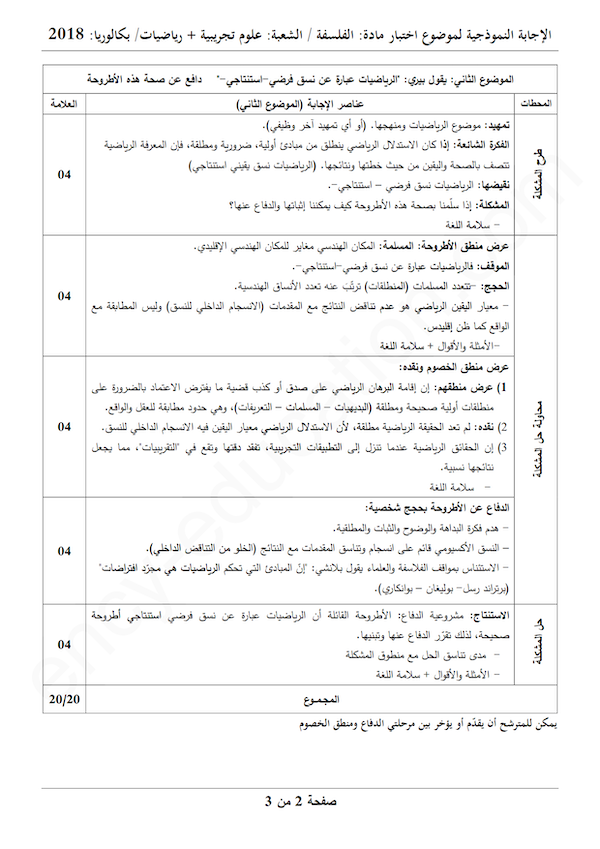 الإجابة النموذجية لموضوع اختبار مادة: الفلسفة / الشعبة: علوم تجريبية + رياضيات/ بكالوريا: 2018
الموضوع الثاني: يقول بيري: "الرياضيات عبارة عن نسق فرضي-استنتاجي-" دافع عن صحة هذه الأطروحة
المحطات
عناصر الإجابة (الموضوع الثاني)
العلامة
طرح المشكلة
تمهيد: موضوع الرياضيات ومنهجها. (أو أي تمهيد آخر وظيفي).
الفكرة الشائعة: إذا كان الاستدلال الرياضي ينطلق من مبادئ أولية، ضرورية ومطلقة، فإن المعرفة الرياضية
تتصف بالصحة واليقين من حيث خطتها ونتائجها. (الرياضيات نسق يقيني استنتاجي)
نقيضها: الرياضيات نسق فرضي – استنتاجي-.
المشكلة: إذا سلّمنا بصحة هذه الأطروحة كيف يمكننا إثباتها والدفاع عنها؟
– سلامة اللغة
04
محاولة حل المشكلة
عرض منطق الأطروحة: المسلمة: المكان الهندسي مغاير للمكان الهندسي الإقليدي.
الموقف: فالرياضيات عبارة عن نسق فرضي-استنتاجي-.
الحجج: –تتعدد المسلمات (المنطلقات) ترتّب عنه تعدد الأنساق الهندسية.
– معيار اليقين الرياضي هو عدم تناقض النتائج مع المقدمات (الانسجام الداخلي للنسق) وليس المطابقة مع
الواقع كما ظن إقليدس.
–الأمثلة والأقوال + سلامة اللغة
04
عرض منطق الخصوم ونقده:
1) عرض منطقهم: إن إقامة البرهان الرياضي على صدق أو كذب قضية ما يفترض الاعتماد بالضرورة على
منطلقات أولية صحيحة ومطلقة (البديهيات – المسلمات – التعريفات)، وهي حدود مطابقة للعقل والواقع.
2) نقده: لم تعد الحقيقة الرياضية مطلقة، لأن الاستدلال الرياضي معيار اليقين فيه الانسجام الداخلي للنسق.
3) إن الحقائق الرياضية عندما تنزل إلى التطبيقات التجريبية، تفقد دقتها وتقع في "التقريبيات"، مما يجعل
نتائجها نسبية.
– سلامة اللغة
04
الدفاع عن الأطروحة بحجج شخصية:
– هدم فكرة البداهة والوضوح والثبات والمطلقية.
– النسق الأكسيومي قائم على انسجام وتناسق المقدمات مع النتائج (الخلو من التناقض الداخلي).
– الاستئناس بمواقف الفلاسفة والعلماء يقول بلانشي: "إنّ المبادئ التي تحكم الرياضيات هي مجرّد افتراضات"
(برتراند رسل– بوليغان – بوانكاري).
04
حل المشكلة
الاستنتاج: مشروعية الدفاع: الأطروحة القائلة أن الرياضيات عبارة عن نسق فرضي استنتاجي أطروحة
صحيحة، لذلك تقرّر الدفاع عنها وتبنيها.
– مدى تناسق الحل مع منطوق المشكلة
– الأمثلة والأقوال + سلامة اللغة
04
المجموع
20/20
يمكن للمترشح أن يقدّم أو يؤخر بين مرحلتي الدفاع ومنطق الخصوم
صفحة 2 من 3